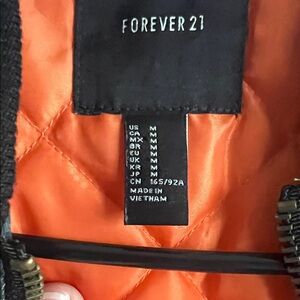 FOREVER 21
US M
CA M
MX M
BR M
EU M
UK M
KR M
JP M
CN 165/92A
MADE IN
VIETNAM